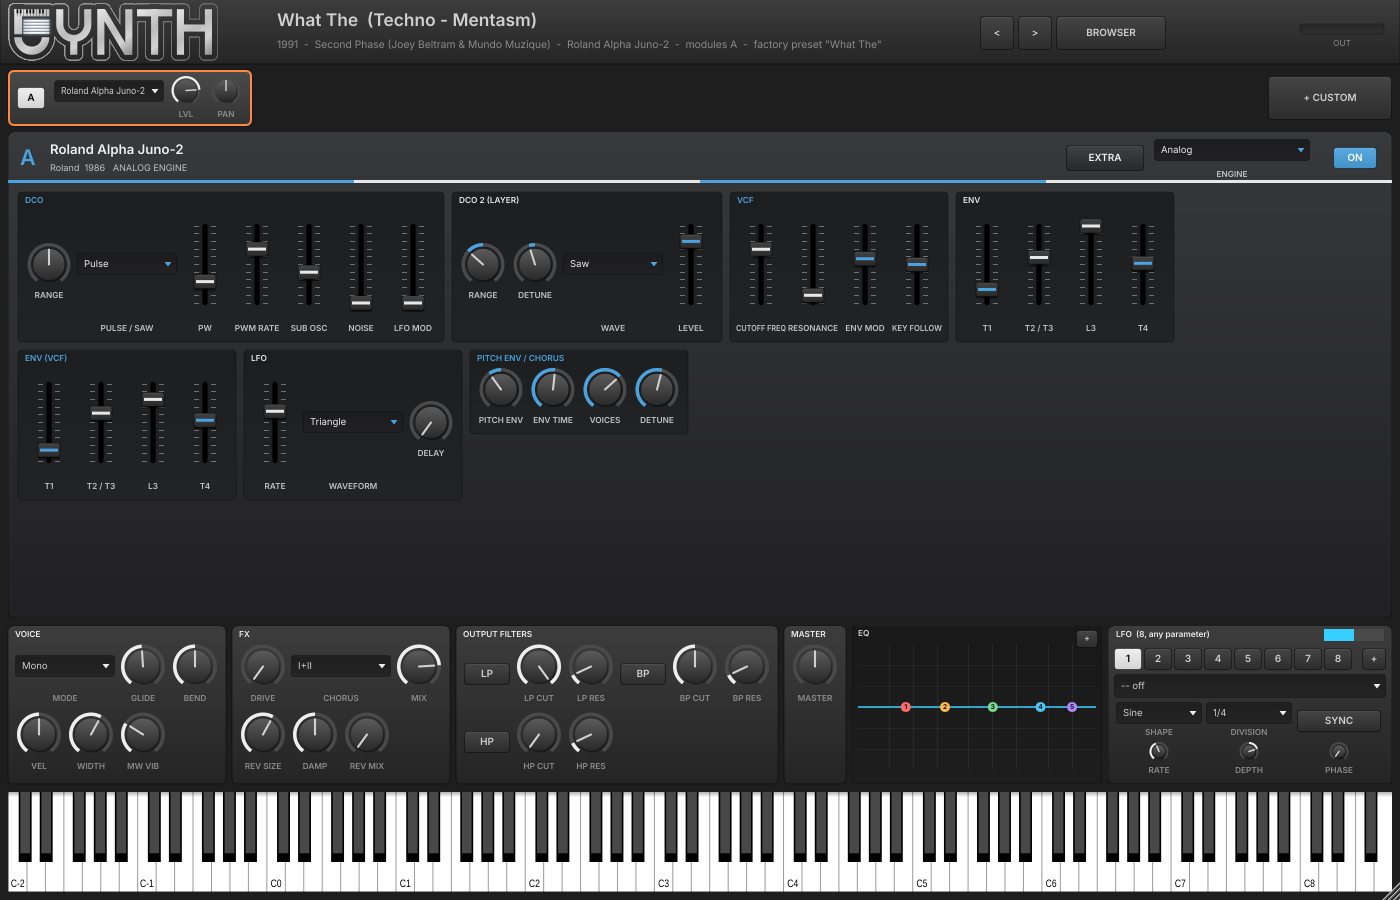 SYNTH
What The (Techno - Mentasm)
1991 - Second Phase (Joey Beltram & Mundo Muzique) - Roland Alpha Juno-2 - modules A - factory preset "What The"
< > BROWSER
OUT
A Roland Alpha Juno-2
LVL PAN
+ CUSTOM
A Roland Alpha Juno-2
Roland 1986 ANALOG ENGINE
EXTRA Analog ON
ENGINE
DCO
Pulse
RANGE
PULSE / SAW PW PWM RATE SUB OSC NOISE LFO MOD
DCO 2 (LAYER)
Saw
RANGE DETUNE
WAVE LEVEL
VCF
CUTOFF FREQ RESONANCE ENV MOD KEY FOLLOW
ENV
T1 T2 / T3 L3 T4
ENV (VCF)
T1 T2 / T3 L3 T4
LFO
Triangle
DELAY
RATE WAVEFORM
PITCH ENV / CHORUS
PITCH ENV ENV TIME VOICES DETUNE
VOICE
Mono
MODE GLIDE BEND
VEL WIDTH MW VIB
FX
I+II
DRIVE CHORUS MIX
REV SIZE DAMP REV MIX
OUTPUT FILTERS
LP BP
LP CUT LP RES BP CUT BP RES
HP
HP CUT HP RES
MASTER
MASTER
EQ +
1 2 3 4 5
LFO (8, any parameter)
1 2 3 4 5 6 7 8 +
-- off
Sine 1/4 SYNC
SHAPE DIVISION
RATE DEPTH PHASE
C-2 C-1 C0 C1 C2 C3 C4 C5 C6 C7 C8